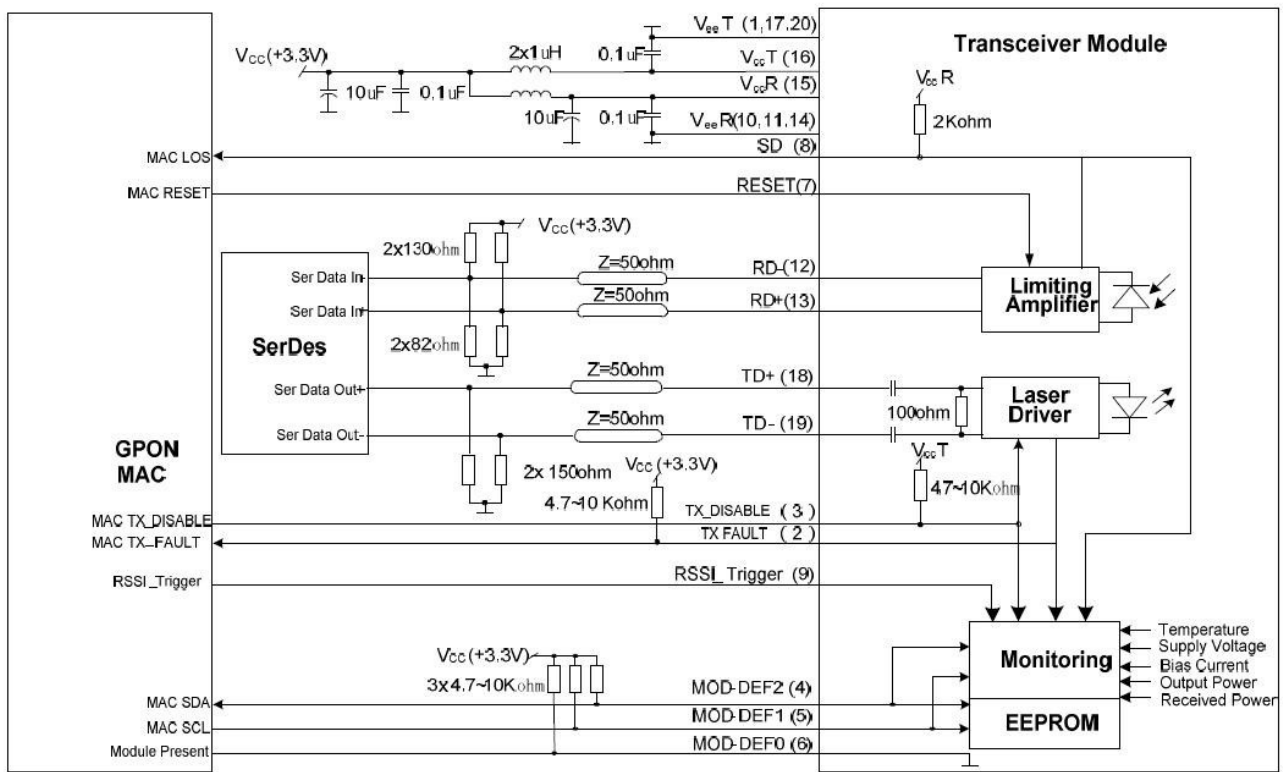 VeeT (1,17,20)
Transceiver Module
VCC(+3.3V)
2x1uH
0.1uF
VccT (16)
VccR (15)
VccR
10uF
0.1uF
10uF
0.1uF
VeeR(10,11,14)
2Kohm
MAC LOS
SD (8)
MAC RESET
RESET(7)
VCC(+3.3V)
2x130ohm
Z=50ohm
RD-(12)
Ser Data In-
Z=50ohm
RD+(13)
Ser Data In+
Limiting
Amplifier
SerDes
2x82ohm
Z=50ohm
TD+ (18)
Ser Data Out+
100ohm
Laser
Driver
Z=50ohm
TD- (19)
Ser Data Out-
GPON
MAC
2x 150ohm
VCC(+3.3V)
VccT
4.7~10 Kohm
4.7~10Kohm
MAC TX_DISABLE
TX_DISABLE (3)
MAC TX_FAULT
TX FAULT (2)
RSSI_Trigger
RSSI_Trigger (9)
Temperature
Supply Voltage
Bias Current
Output Power
Received Power
VCC(+3.3V)
Monitoring
3x4.7~10Kohm
MOD-DEF2 (4)
MAC SDA
MOD-DEF1 (5)
MAC SCL
EEPROM
MOD-DEF0 (6)
Module Present